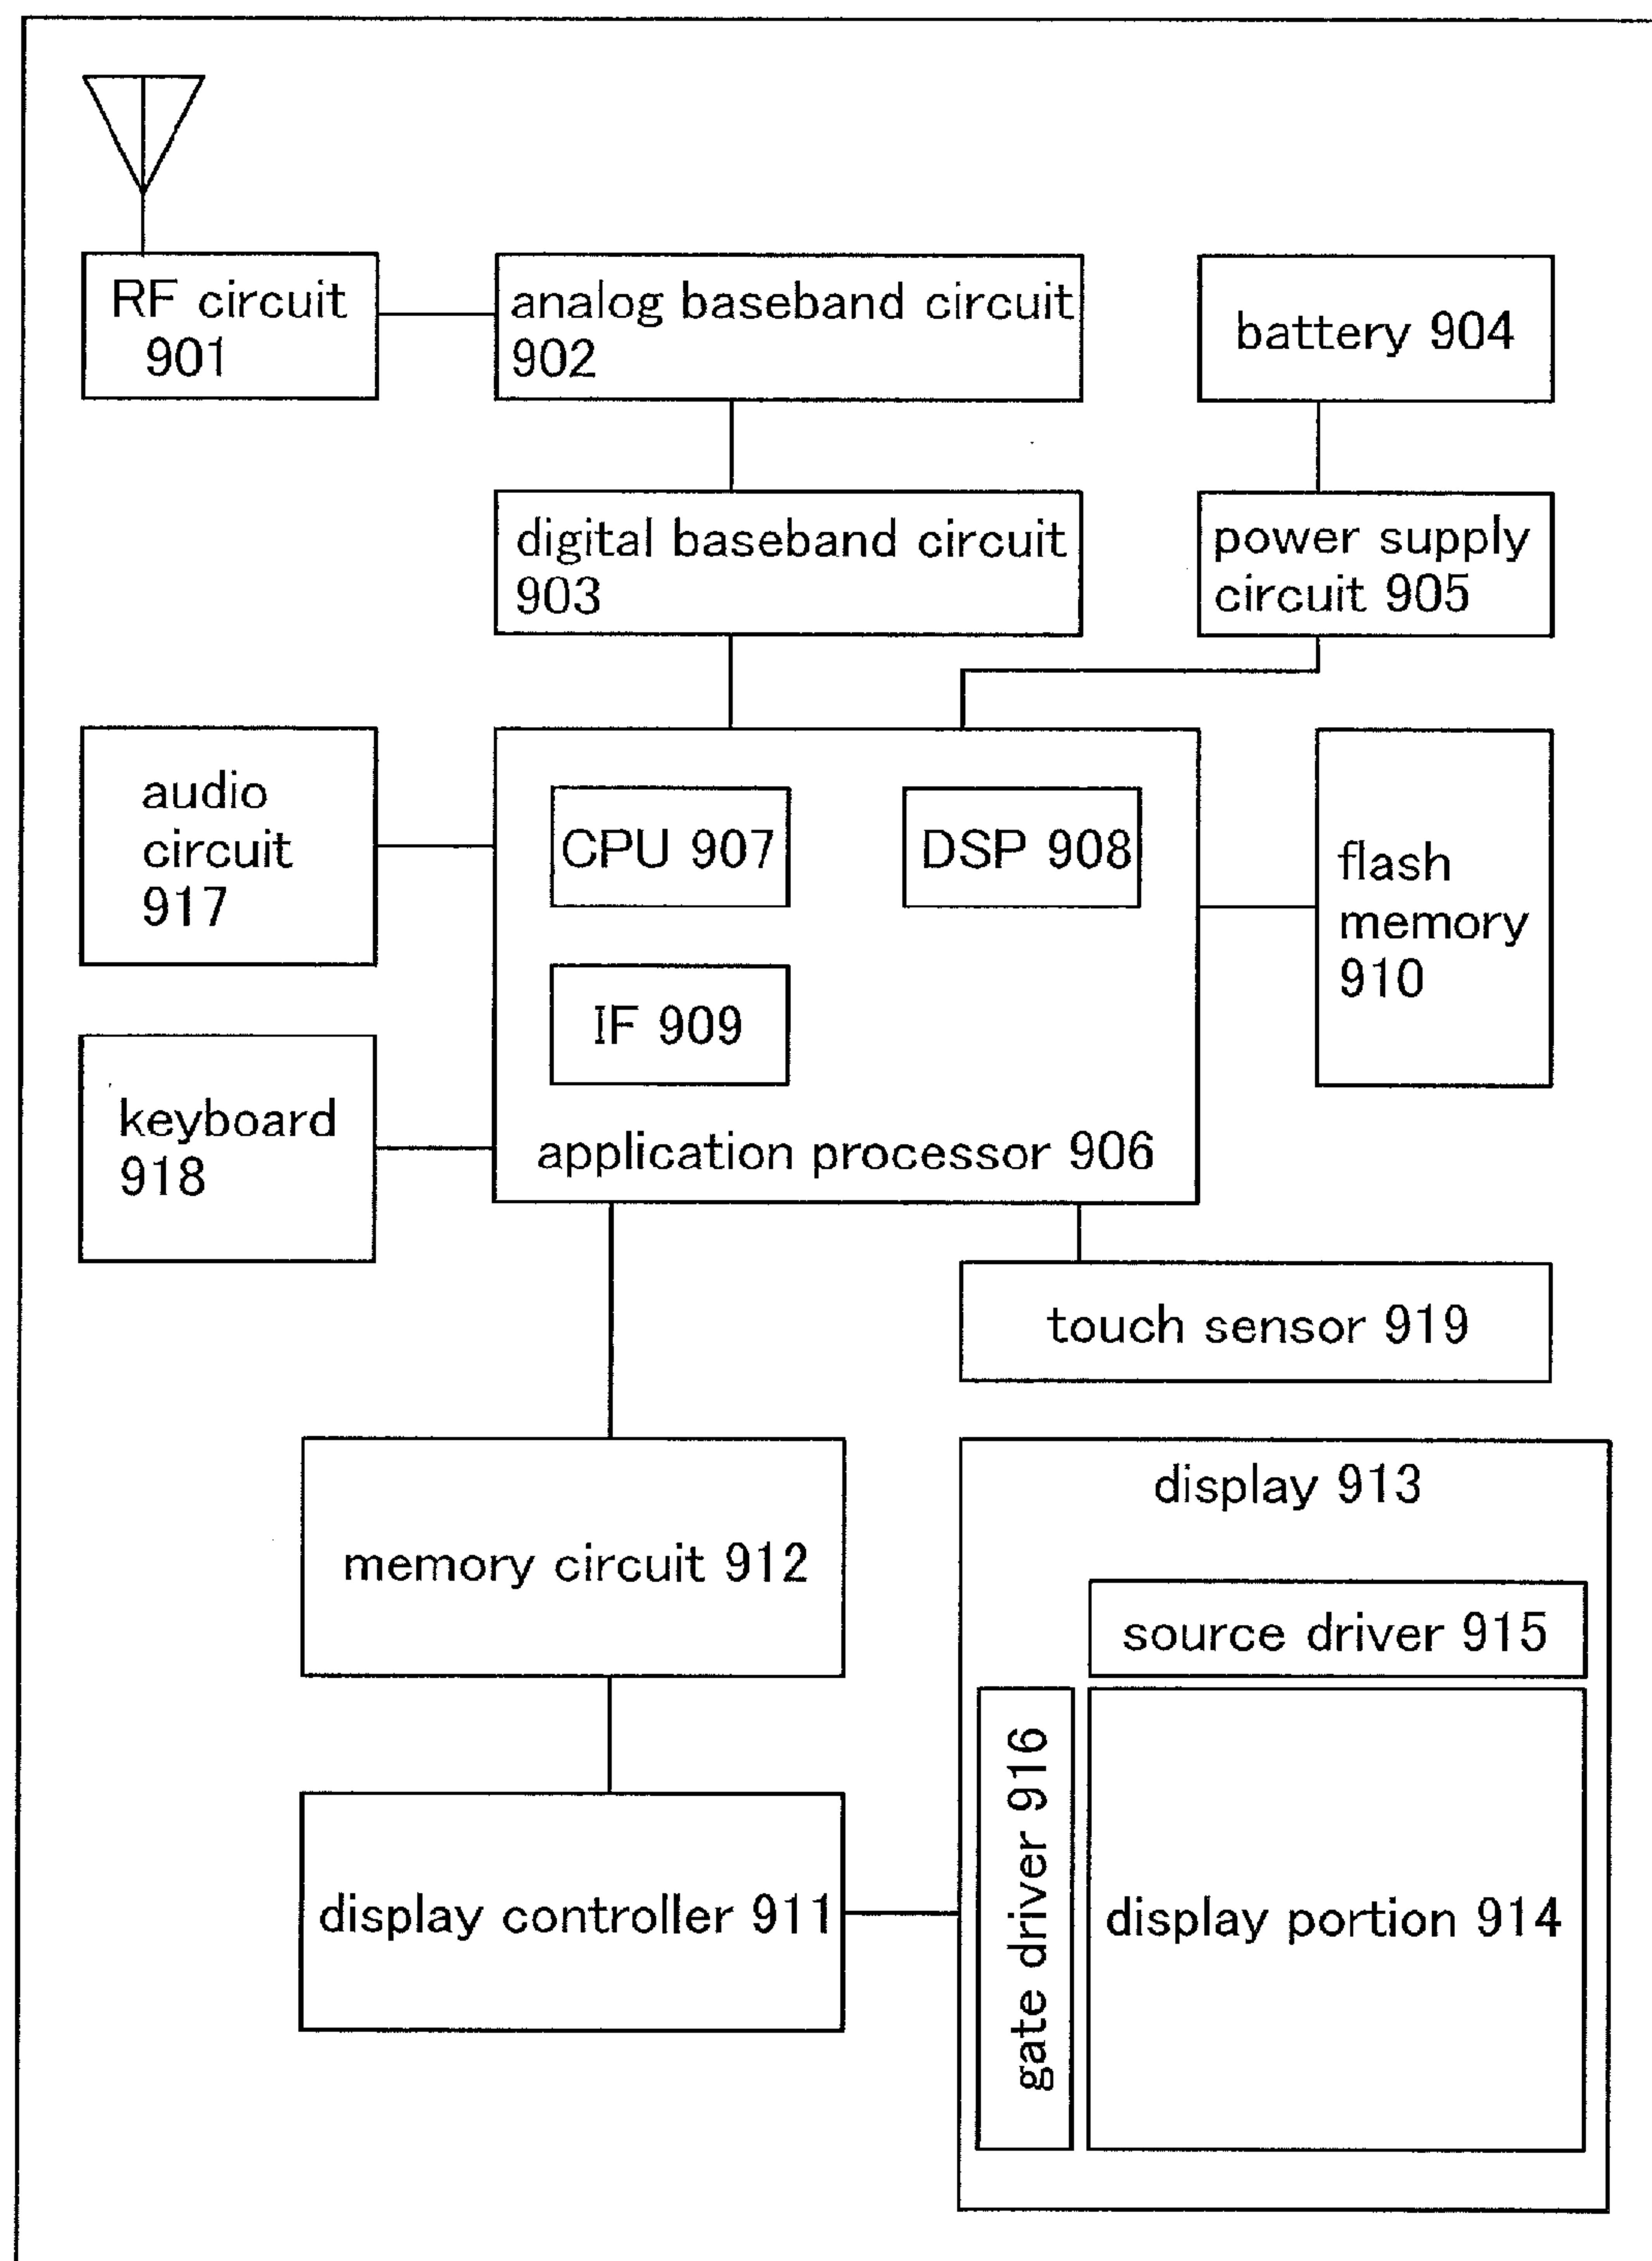 RF circuit
901
analog baseband circuit
902
battery 904
digital baseband circuit
903
power supply
circuit 905
audio
circuit
917
CPU 907
DSP 908
flash
memory
910
IF 909
keyboard
918
application processor 906
touch sensor 919
memory circuit 912
display 913
source driver 915
gate driver 916
display portion 914
display controller 911